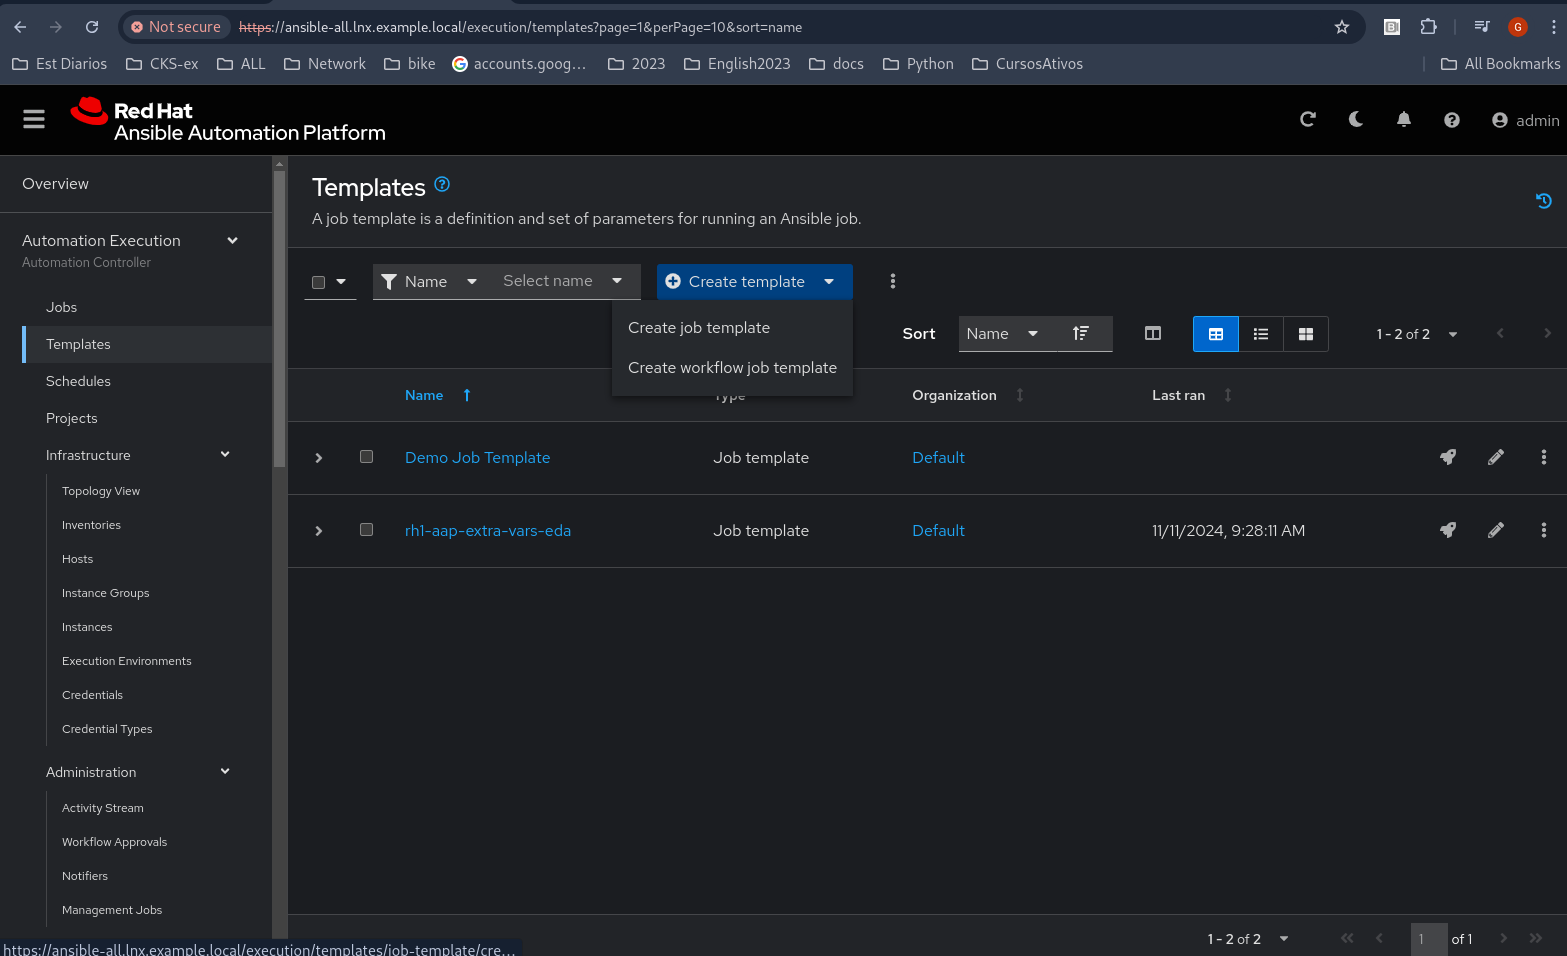 Not secure https://ansible-all.lnx.example.local/execution/templates?page=1&perPage=10&sort=name G
Est Diarios CKS-ex ALL Network bike accounts.goog... 2023 English2023 docs Python CursosAtivos All Bookmarks
Red Hat
Ansible Automation Platform
admin
Overview
Automation Execution
Automation Controller
Jobs
Templates
Schedules
Projects
Infrastructure
Topology View
Inventories
Hosts
Instance Groups
Instances
Execution Environments
Credentials
Credential Types
Administration
Activity Stream
Workflow Approvals
Notifiers
Management Jobs
Templates
A job template is a definition and set of parameters for running an Ansible job.
Name Select name Create template
Create job template
Create workflow job template
Sort Name 1 - 2 of 2
Name Type Organization Last ran
Demo Job Template Job template Default
rh1-aap-extra-vars-eda Job template Default 11/11/2024, 9:28:11 AM
1 - 2 of 2 1 of 1
https://ansible-all.lnx.example.local/execution/templates/job-template/cre...